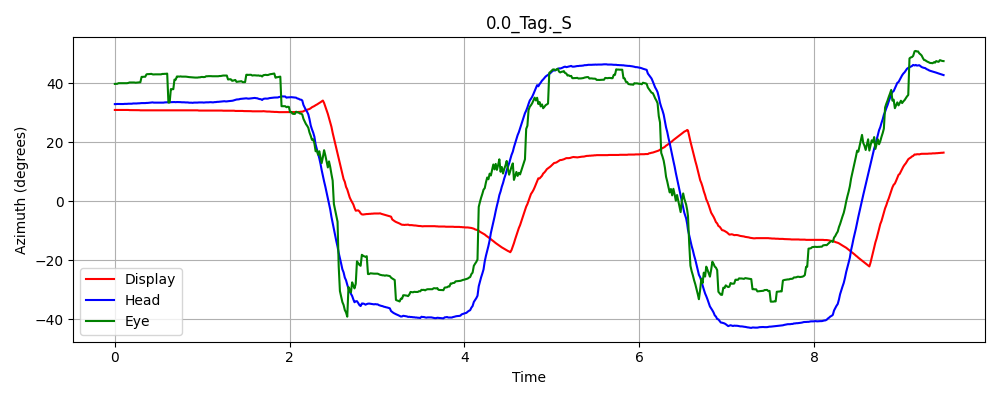 0.0_Tag._S
Azimuth (degrees)
40
20
0
−20
−40
Display
Head
Eye
0 2 4 6 8
Time